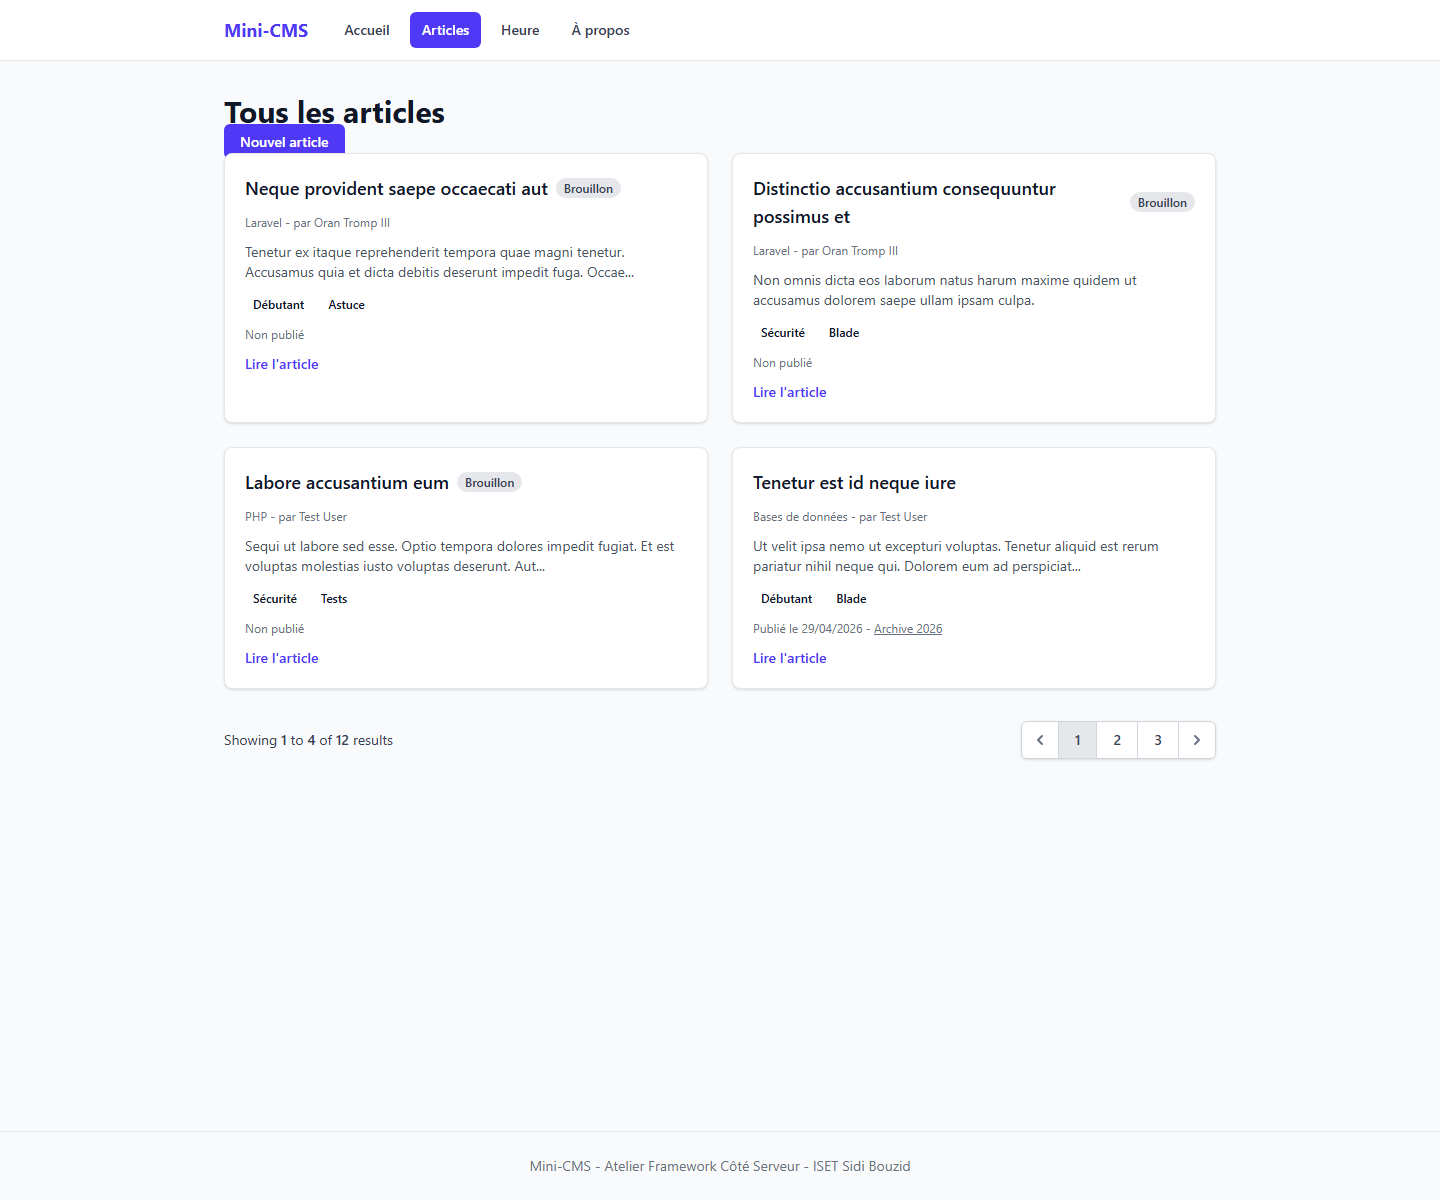 Mini-CMS Accueil Articles Heure À propos
Tous les articles
Nouvel article
Neque provident saepe occaecati aut Brouillon
Laravel - par Oran Tromp III
Tenetur ex itaque reprehenderit tempora quae magni tenetur.
Accusamus quia et dicta debitis deserunt impedit fuga. Occae...
Débutant Astuce
Non publié
Lire l'article
Distinctio accusantium consequuntur
possimus et
Brouillon
Laravel - par Oran Tromp III
Non omnis dicta eos laborum natus harum maxime quidem ut
accusamus dolorem saepe ullam ipsam culpa.
Sécurité Blade
Non publié
Lire l'article
Labore accusantium eum Brouillon
PHP - par Test User
Sequi ut labore sed esse. Optio tempora dolores impedit fugiat. Et est
voluptas molestias iusto voluptas deserunt. Aut...
Sécurité Tests
Non publié
Lire l'article
Tenetur est id neque iure
Bases de données - par Test User
Ut velit ipsa nemo ut excepturi voluptas. Tenetur aliquid est rerum
pariatur nihil neque qui. Dolorem eum ad perspiciat...
Débutant Blade
Publié le 29/04/2026 - Archive 2026
Lire l'article
Showing 1 to 4 of 12 results
1 2 3
Mini-CMS - Atelier Framework Côté Serveur - ISET Sidi Bouzid